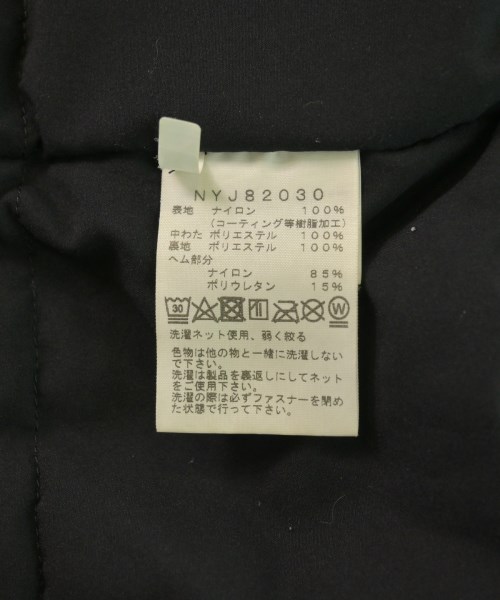 NYJ82030
表地 ナイロン 100%
(コーティング等樹脂加工)
中わた ポリエステル 100%
裏地 ポリエステル 100%
ヘム部分
ナイロン 85%
ポリウレタン 15%
30 W
洗濯ネット使用、弱く絞る
色物は他の物と一緒に洗濯しない
で下さい。
洗濯は製品を裏返しにしてネット
をご使用下さい。
洗濯の際は必ずファスナーを閉め
た状態で行って下さい。